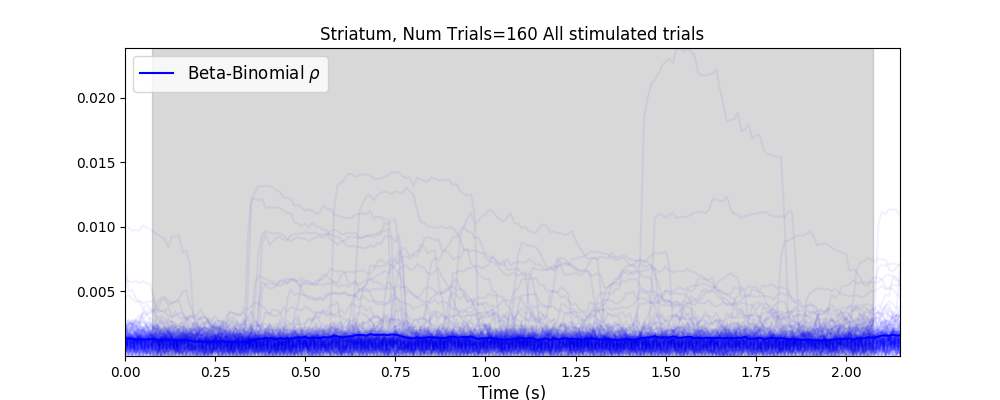 Striatum, Num Trials=160 All stimulated trials
Beta-Binomial ρ
0.020
0.015
0.010
0.005
0.00 0.25 0.50 0.75 1.00 1.25 1.50 1.75 2.00
Time (s)